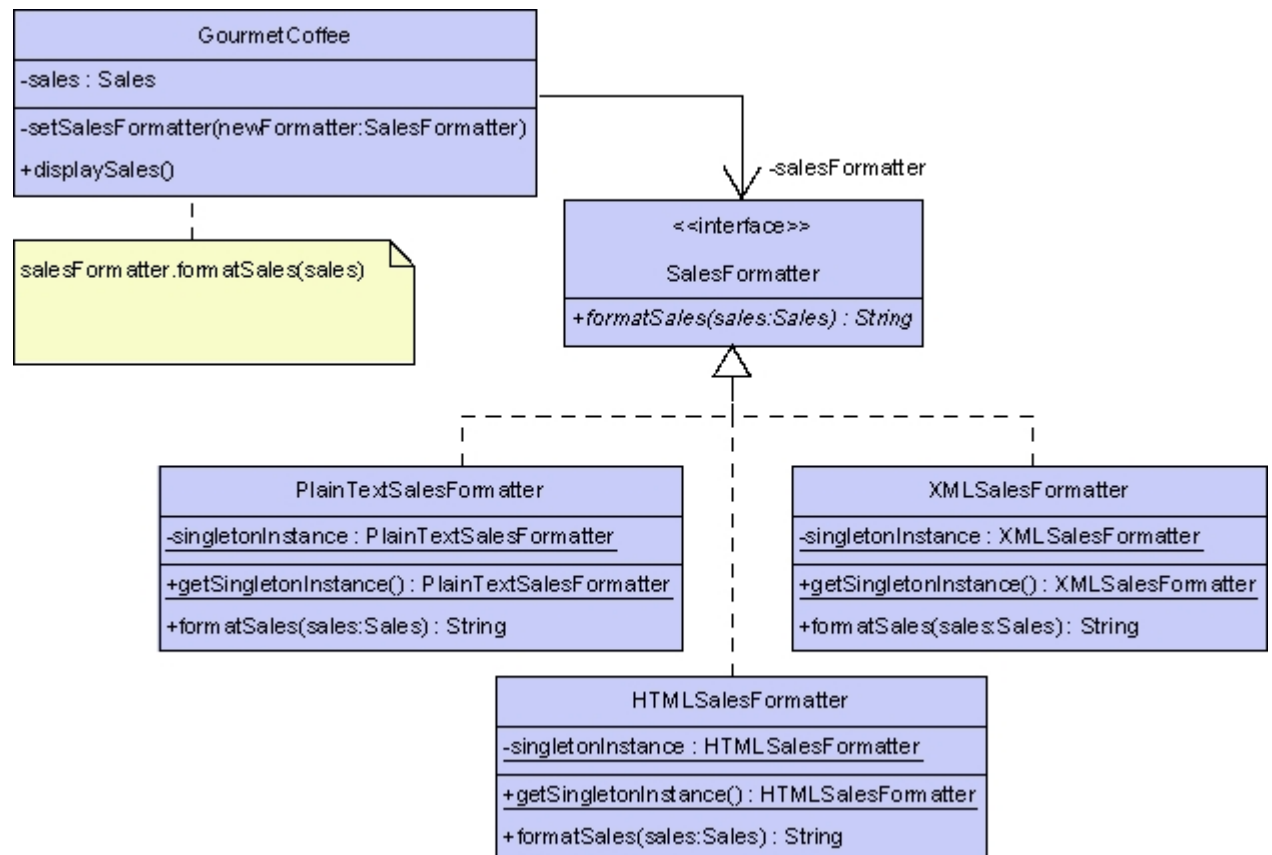 GourmetCoffee
-sales : Sales
-setSalesFormatter(newFormatter:SalesFormatter)
+displaySales()
-salesFormatter
salesFormatter.formatSales(sales)
<<interface>>
SalesFormatter
+formatSales(sales:Sales) : String
PlainTextSalesFormatter
-singletonInstance : PlainTextSalesFormatter
+getSingletonInstance() : PlainTextSalesFormatter
+formatSales(sales:Sales) : String
XMLSalesFormatter
-singletonInstance : XMLSalesFormatter
+getSingletonInstance() : XMLSalesFormatter
+formatSales(sales:Sales) : String
HTMLSalesFormatter
-singletonInstance : HTMLSalesFormatter
+getSingletonInstance() : HTMLSalesFormatter
+formatSales(sales:Sales) : String